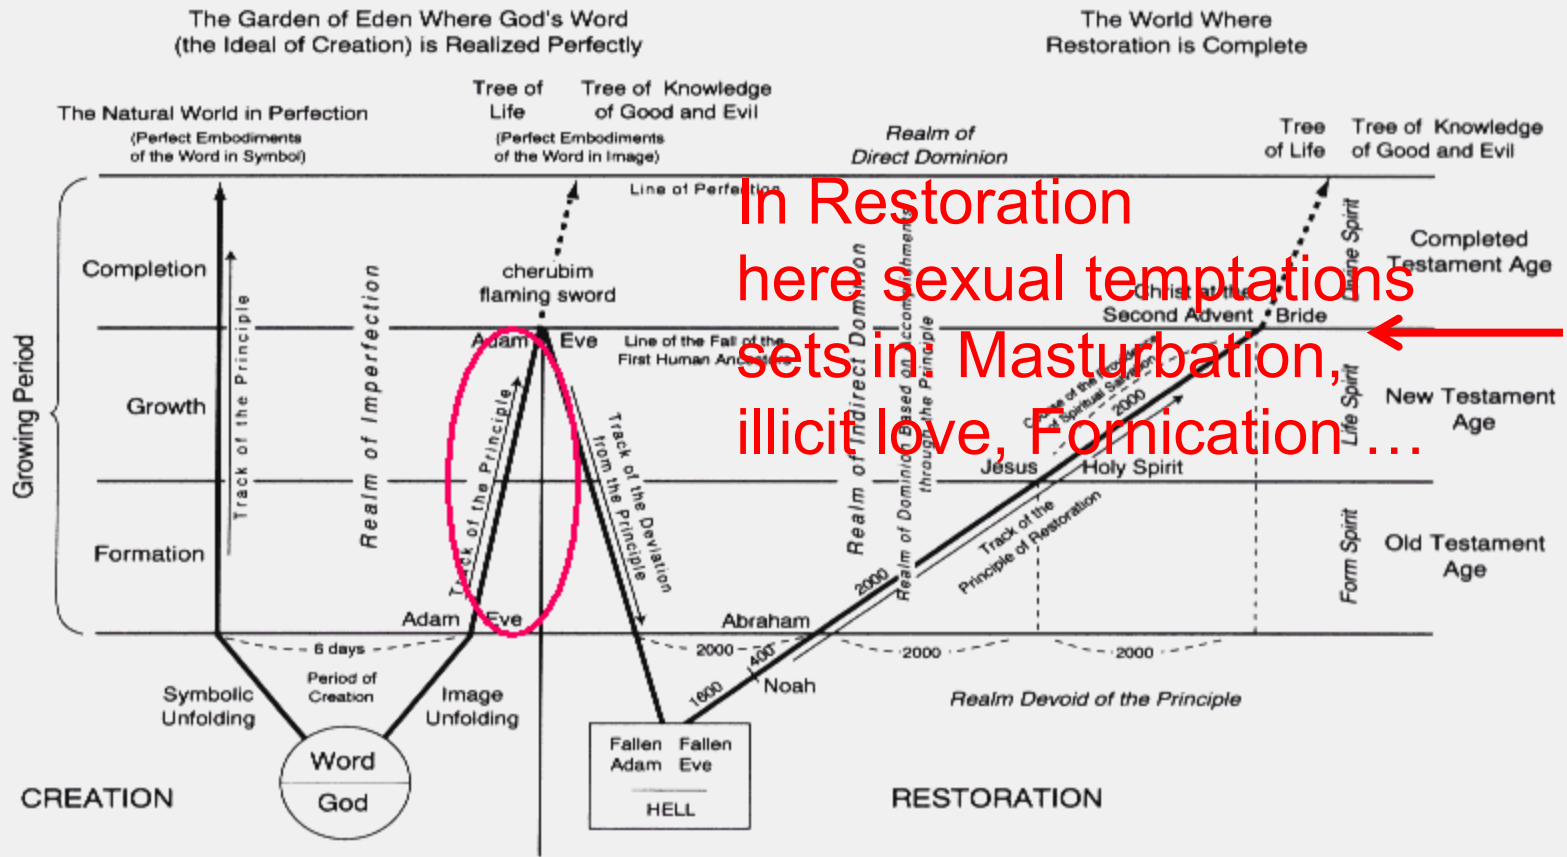 The Garden of Eden Where God's Word
(the Ideal of Creation) is Realized Perfectly
The World Where
Restoration is Complete
The Natural World in Perfection
(Perfect Embodiments
of the Word in Symbol)
Tree of
Life
(Perfect Embodiments
of the Word in Image)
Tree of Knowledge
of Good and Evil
Realm of
Direct Dominion
Tree
of Life
Tree of Knowledge
of Good and Evil
Line of Perfection
In Restoration
here sexual temptations
sets in: Masturbation,
illicit love, Fornication ...
Growing Period
Completion
Growth
Formation
Track of the Principle
Realm of Imperfection
cherubim
flaming sword
Adam Eve
Line of the Fall of the
First Human Ancestors
Track of the Principle
Track of the Deviation
from the Principle
Realm of Indirect Dominion
Realm of Dominion Based on Accomplishments
through the Principle
Christ at the
Second Advent Bride
Course of the Providence
of Spiritual Salvation
2000
Jesus Holy Spirit
Track of the
Principle of Restoration
2000
Divine Spirit
Life Spirit
Form Spirit
Completed
Testament Age
New Testament
Age
Old Testament
Age
Adam Eve
Abraham
6 days
2000
2000
2000
Period of
Creation
Symbolic
Unfolding
Image
Unfolding
400
1600
Noah
Realm Devoid of the Principle
Word
God
Fallen Fallen
Adam Eve
HELL
CREATION
RESTORATION